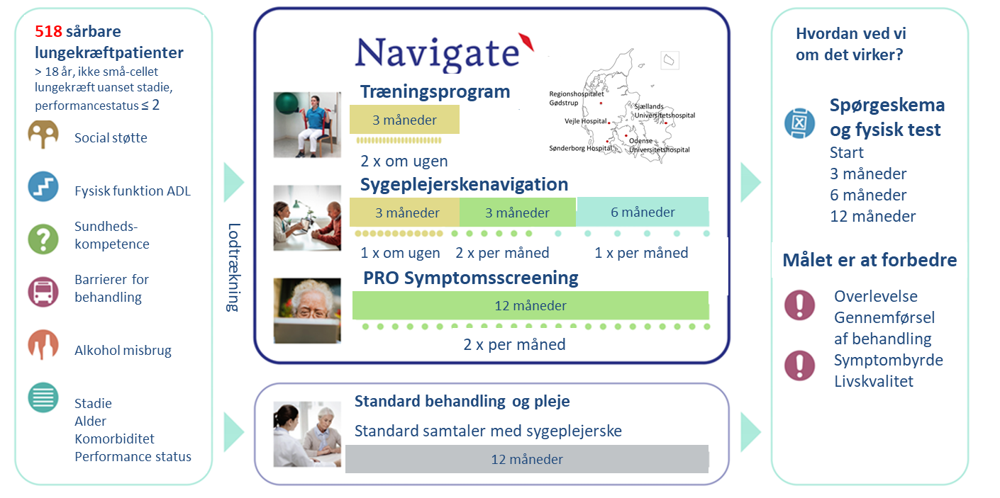 518 sårbare
lungekræftpatienter
> 18 år, ikke små-cellet
lungekræft uanset stadie,
performancestatus ≤ 2
Social støtte
Fysisk funktion ADL
Sundheds-
kompetence
Barrierer for
behandling
Alkohol misbrug
Stadie
Alder
Komorbiditet
Performance status
Lodtrækning
Navigate
Træningsprogram
3 måneder
2 x om ugen
Regionshospitalet
Gødstrup
Sjællands
Universitetshospital
Vejle Hospital
Sønderborg Hospital
Odense
Universitetshospital
Sygeplejerskenavigation
3 måneder
3 måneder
6 måneder
1 x om ugen
2 x per måned
1 x per måned
PRO Symptomsscreening
12 måneder
2 x per måned
Standard behandling og pleje
Standard samtaler med sygeplejerske
12 måneder
Hvordan ved vi
om det virker?
Spørgeskema
og fysisk test
Start
3 måneder
6 måneder
12 måneder
Målet er at forbedre
Overlevelse
Gennemførsel
af behandling
Symptombyrde
Livskvalitet